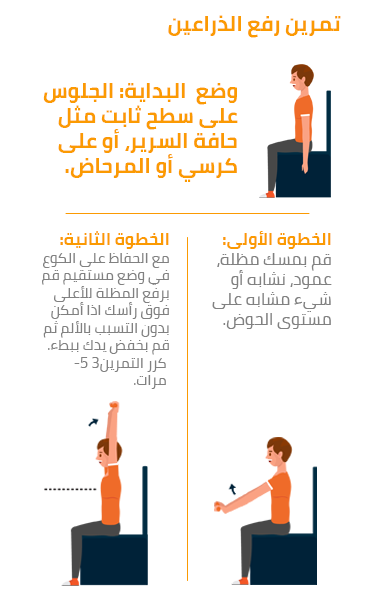 تمرين رفع الذراعين
وضع البداية: الجلوس
على سطح ثابت مثل
حافة السرير، أو على
كرسي أو المرحاض.
الخطوة الأولى:
قم بمسك مظلة،
عمود، نشابه أو
شيء مشابه على
مستوى الحوض.
الخطوة الثانية:
مع الحفاظ على الكوع
في وضع مستقيم قم
برفع المظلة للأعلى
فوق رأسك اذا أمكن
بدون التسبب بالألم ثم
قم بخفض يدك ببطء.
كرر التمرين3 5-
مرات.